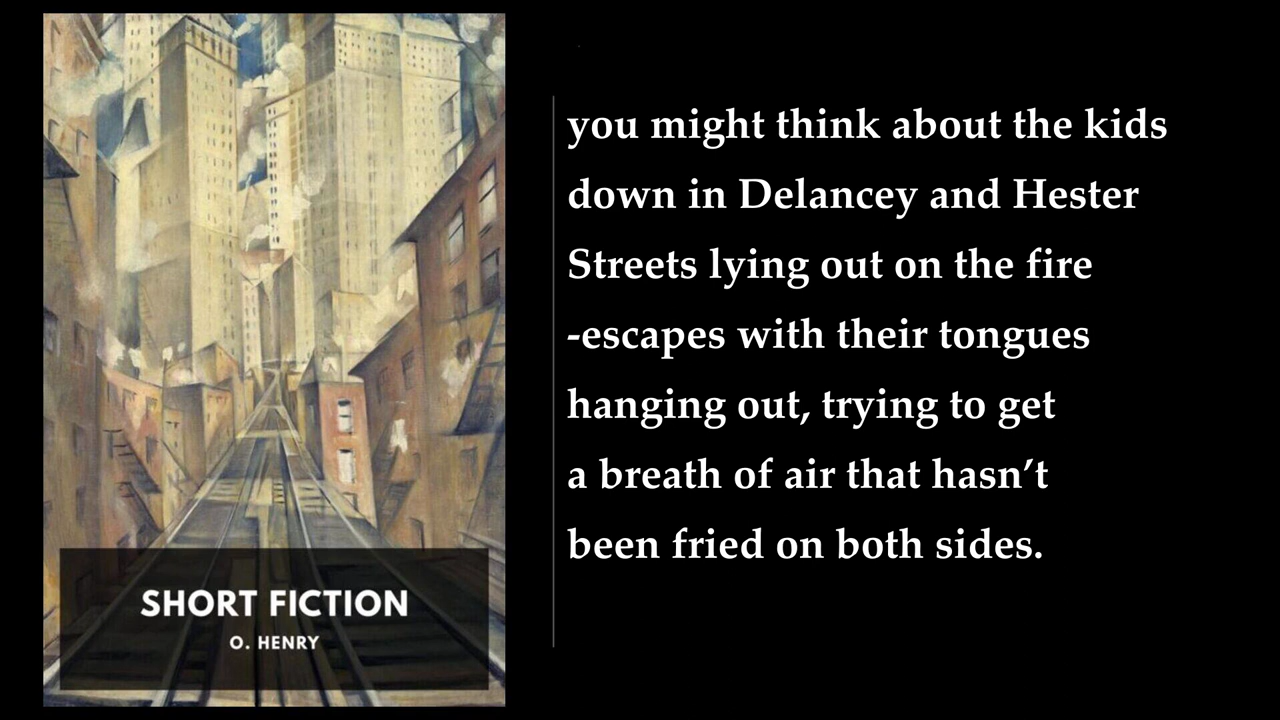 SHORT FICTION
O. HENRY
you might think about the kids
down in Delancey and Hester
Streets lying out on the fire
-escapes with their tongues
hanging out, trying to get
a breath of air that hasn’t
been fried on both sides.